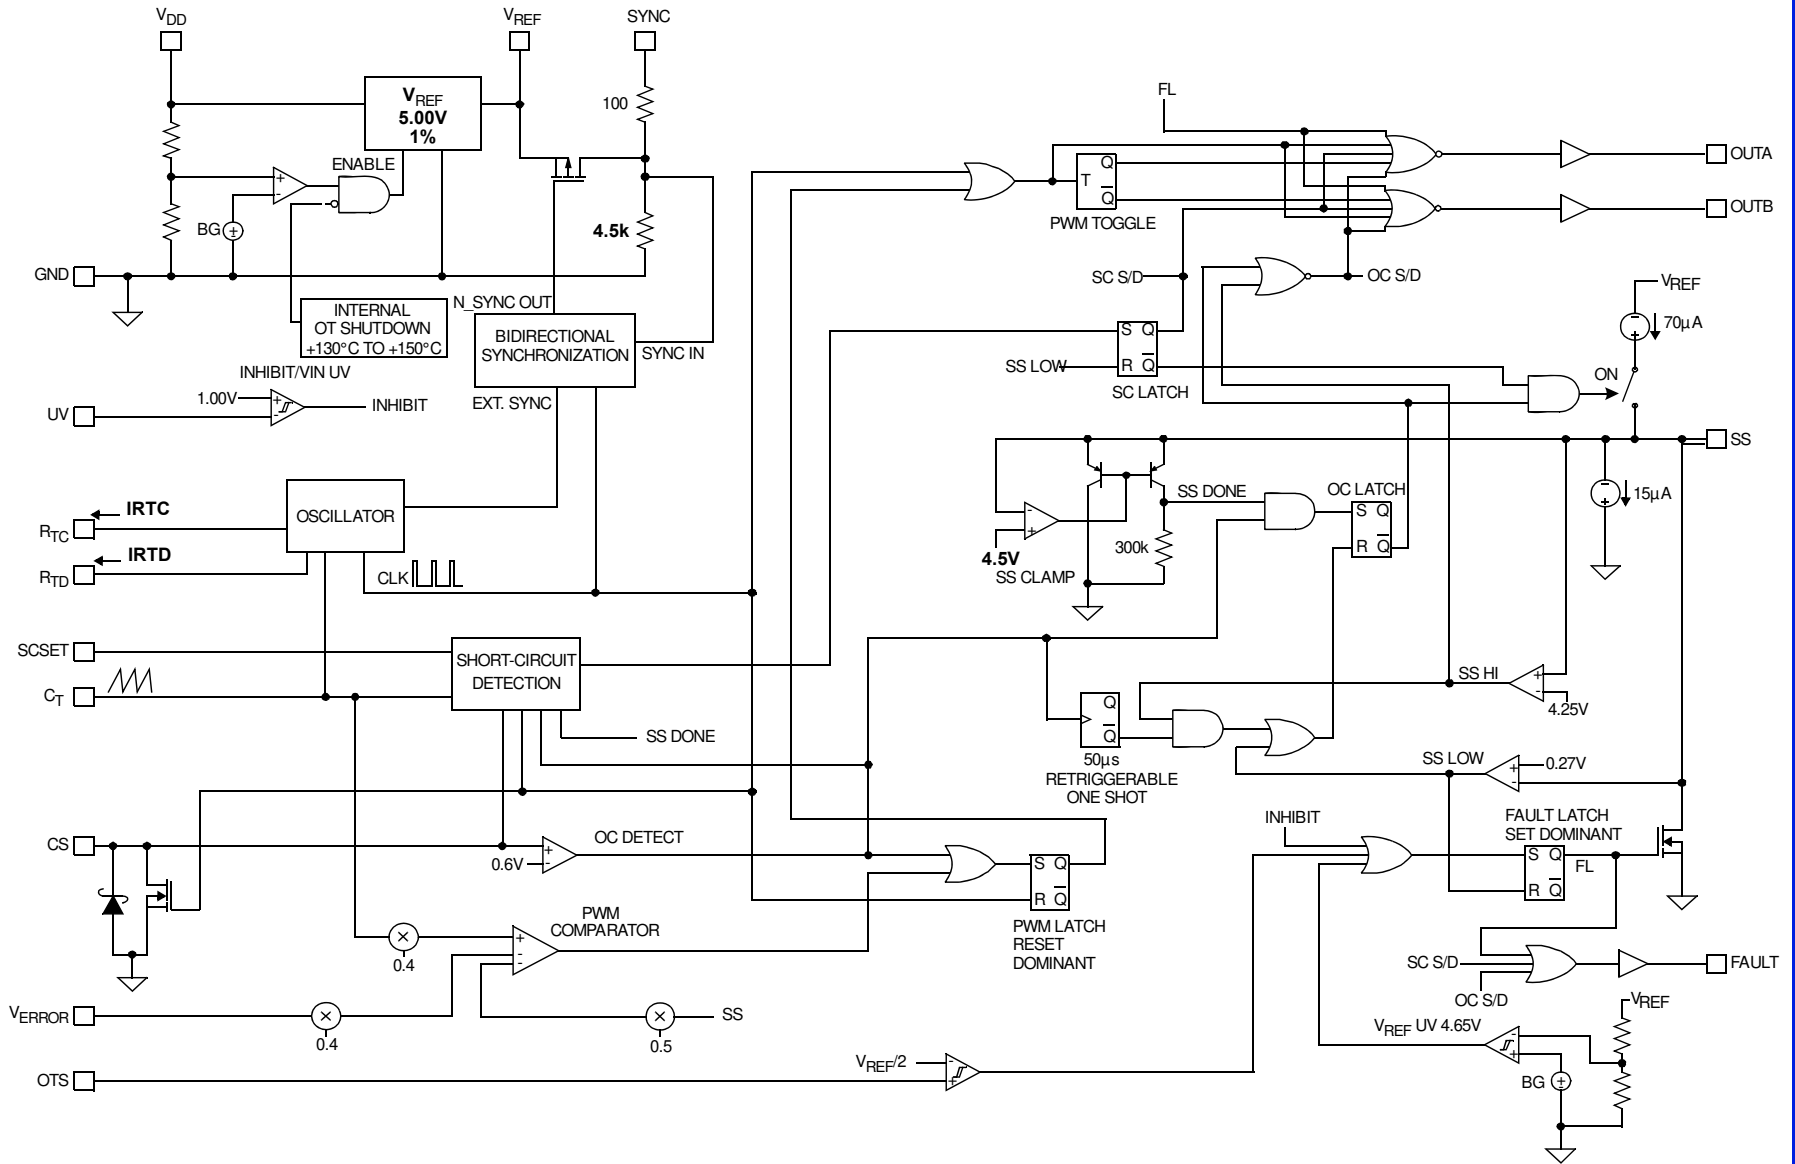 VDD
VREF
SYNC
VREF
5.00V
1%
100
FL
ENABLE
+
-
BG
±
4.5k
GND
T
Q
Q
PWM TOGGLE
OUTA
OUTB
SC S/D
OC S/D
VREF
70µA
ON
INTERNAL
OT SHUTDOWN
+130°C TO +150°C
N_SYNC OUT
BIDIRECTIONAL
SYNCHRONIZATION
SYNC IN
EXT. SYNC
INHIBIT/VIN UV
UV
1.00V
+
-
INHIBIT
S Q
R Q
SS LOW
SC LATCH
SS
15µA
IRTC
RTC
IRTD
RTD
OSCILLATOR
CLK
-
+
4.5V
SS CLAMP
300k
SS DONE
OC LATCH
S Q
R Q
SCSET
CT
SHORT-CIRCUIT
DETECTION
SS DONE
Q
Q
50µs
RETRIGGERABLE
ONE SHOT
SS HI
+
-
4.25V
SS LOW
+
-
0.27V
CS
0.6V
+
-
OC DETECT
S Q
R Q
PWM LATCH
RESET
DOMINANT
INHIBIT
FAULT LATCH
SET DOMINANT
S Q
R Q
FL
PWM
COMPARATOR
+
-
-
×
0.4
VERROR
×
0.4
×
0.5
SS
SC S/D
OC S/D
FAULT
OTS
VREF/2
-
+
VREF UV 4.65V
-
+
VREF
BG
±